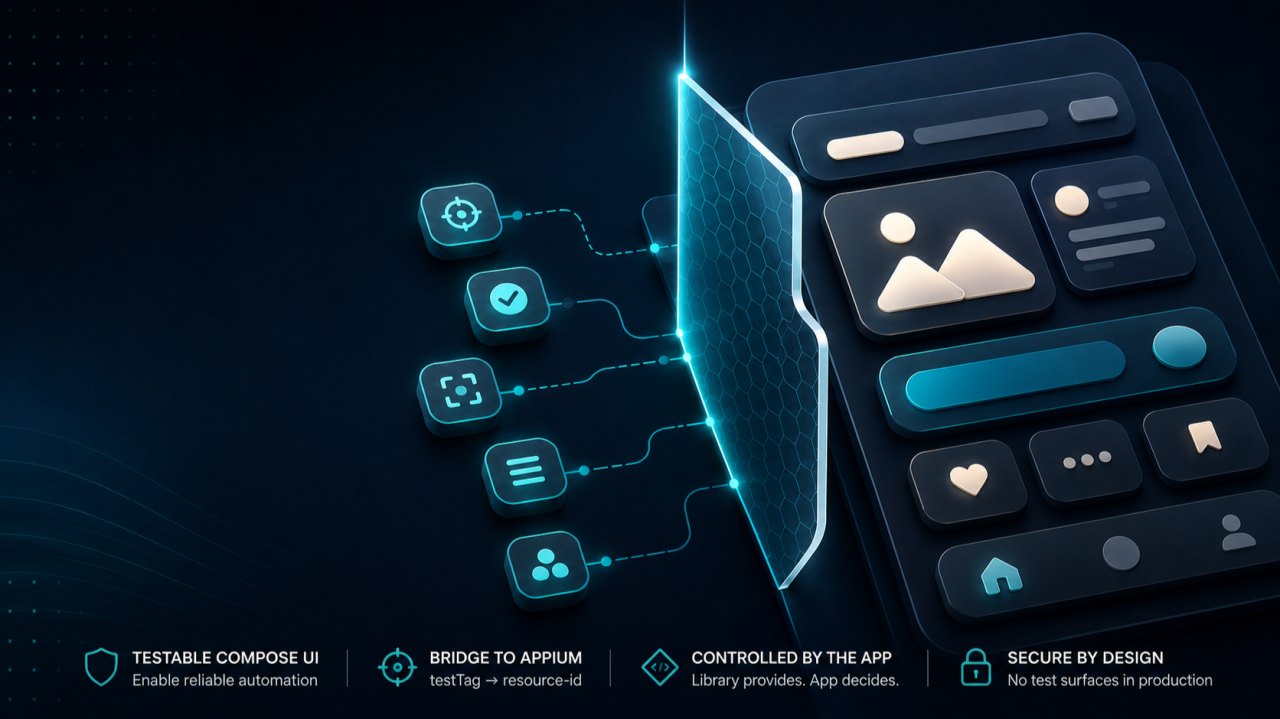 TESTABLE COMPOSE UI
Enable reliable automation
BRIDGE TO APPIUM
testTag → resource-id
CONTROLLED BY THE APP
Library provides. App decides.
SECURE BY DESIGN
No test surfaces in production